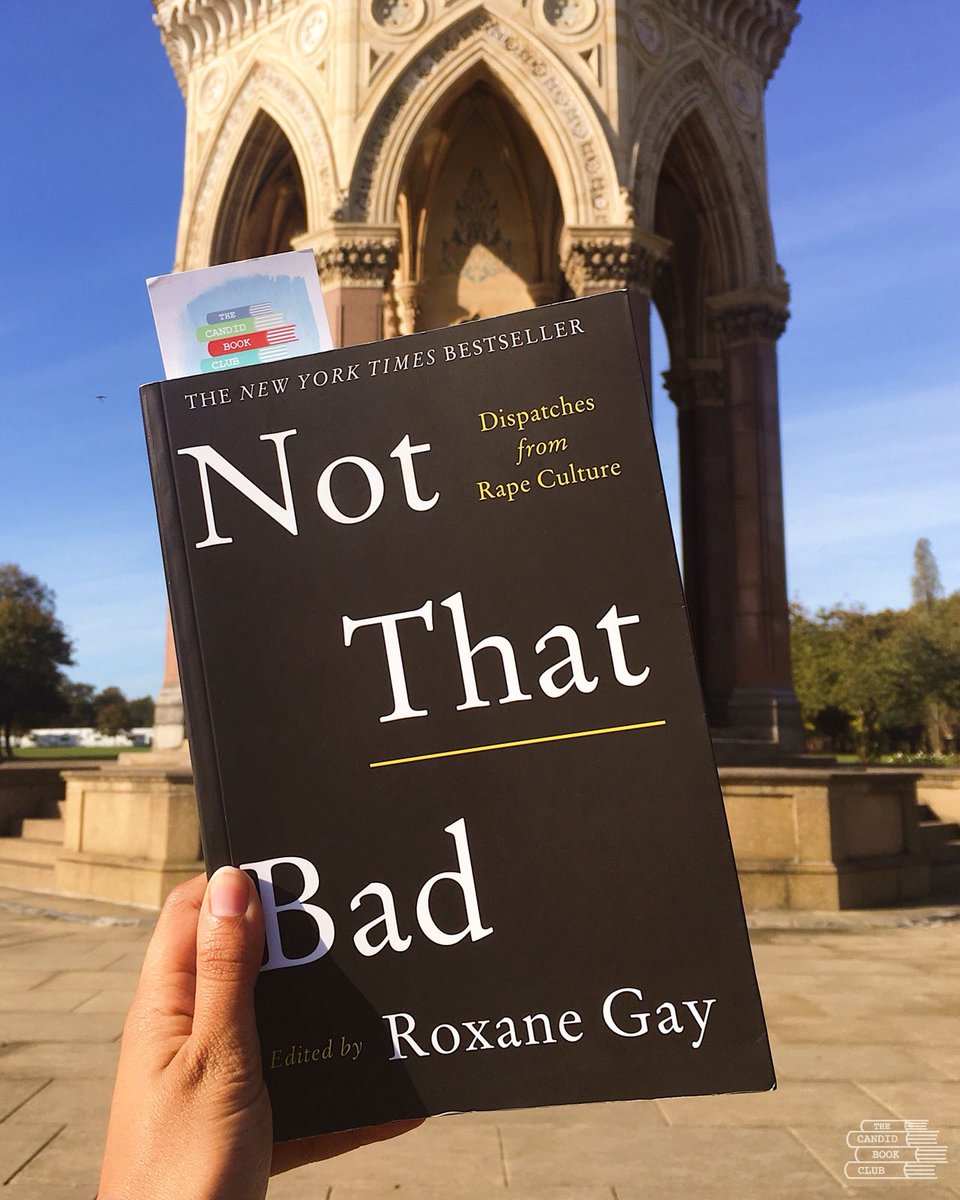 THE
CANDID
BOOK
CLUB
THE NEW YORK TIMES BESTSELLER
Not
Dispatches
from
Rape Culture
That
Bad
Edited by Roxane Gay
THE
CANDID
BOOK
CLUB